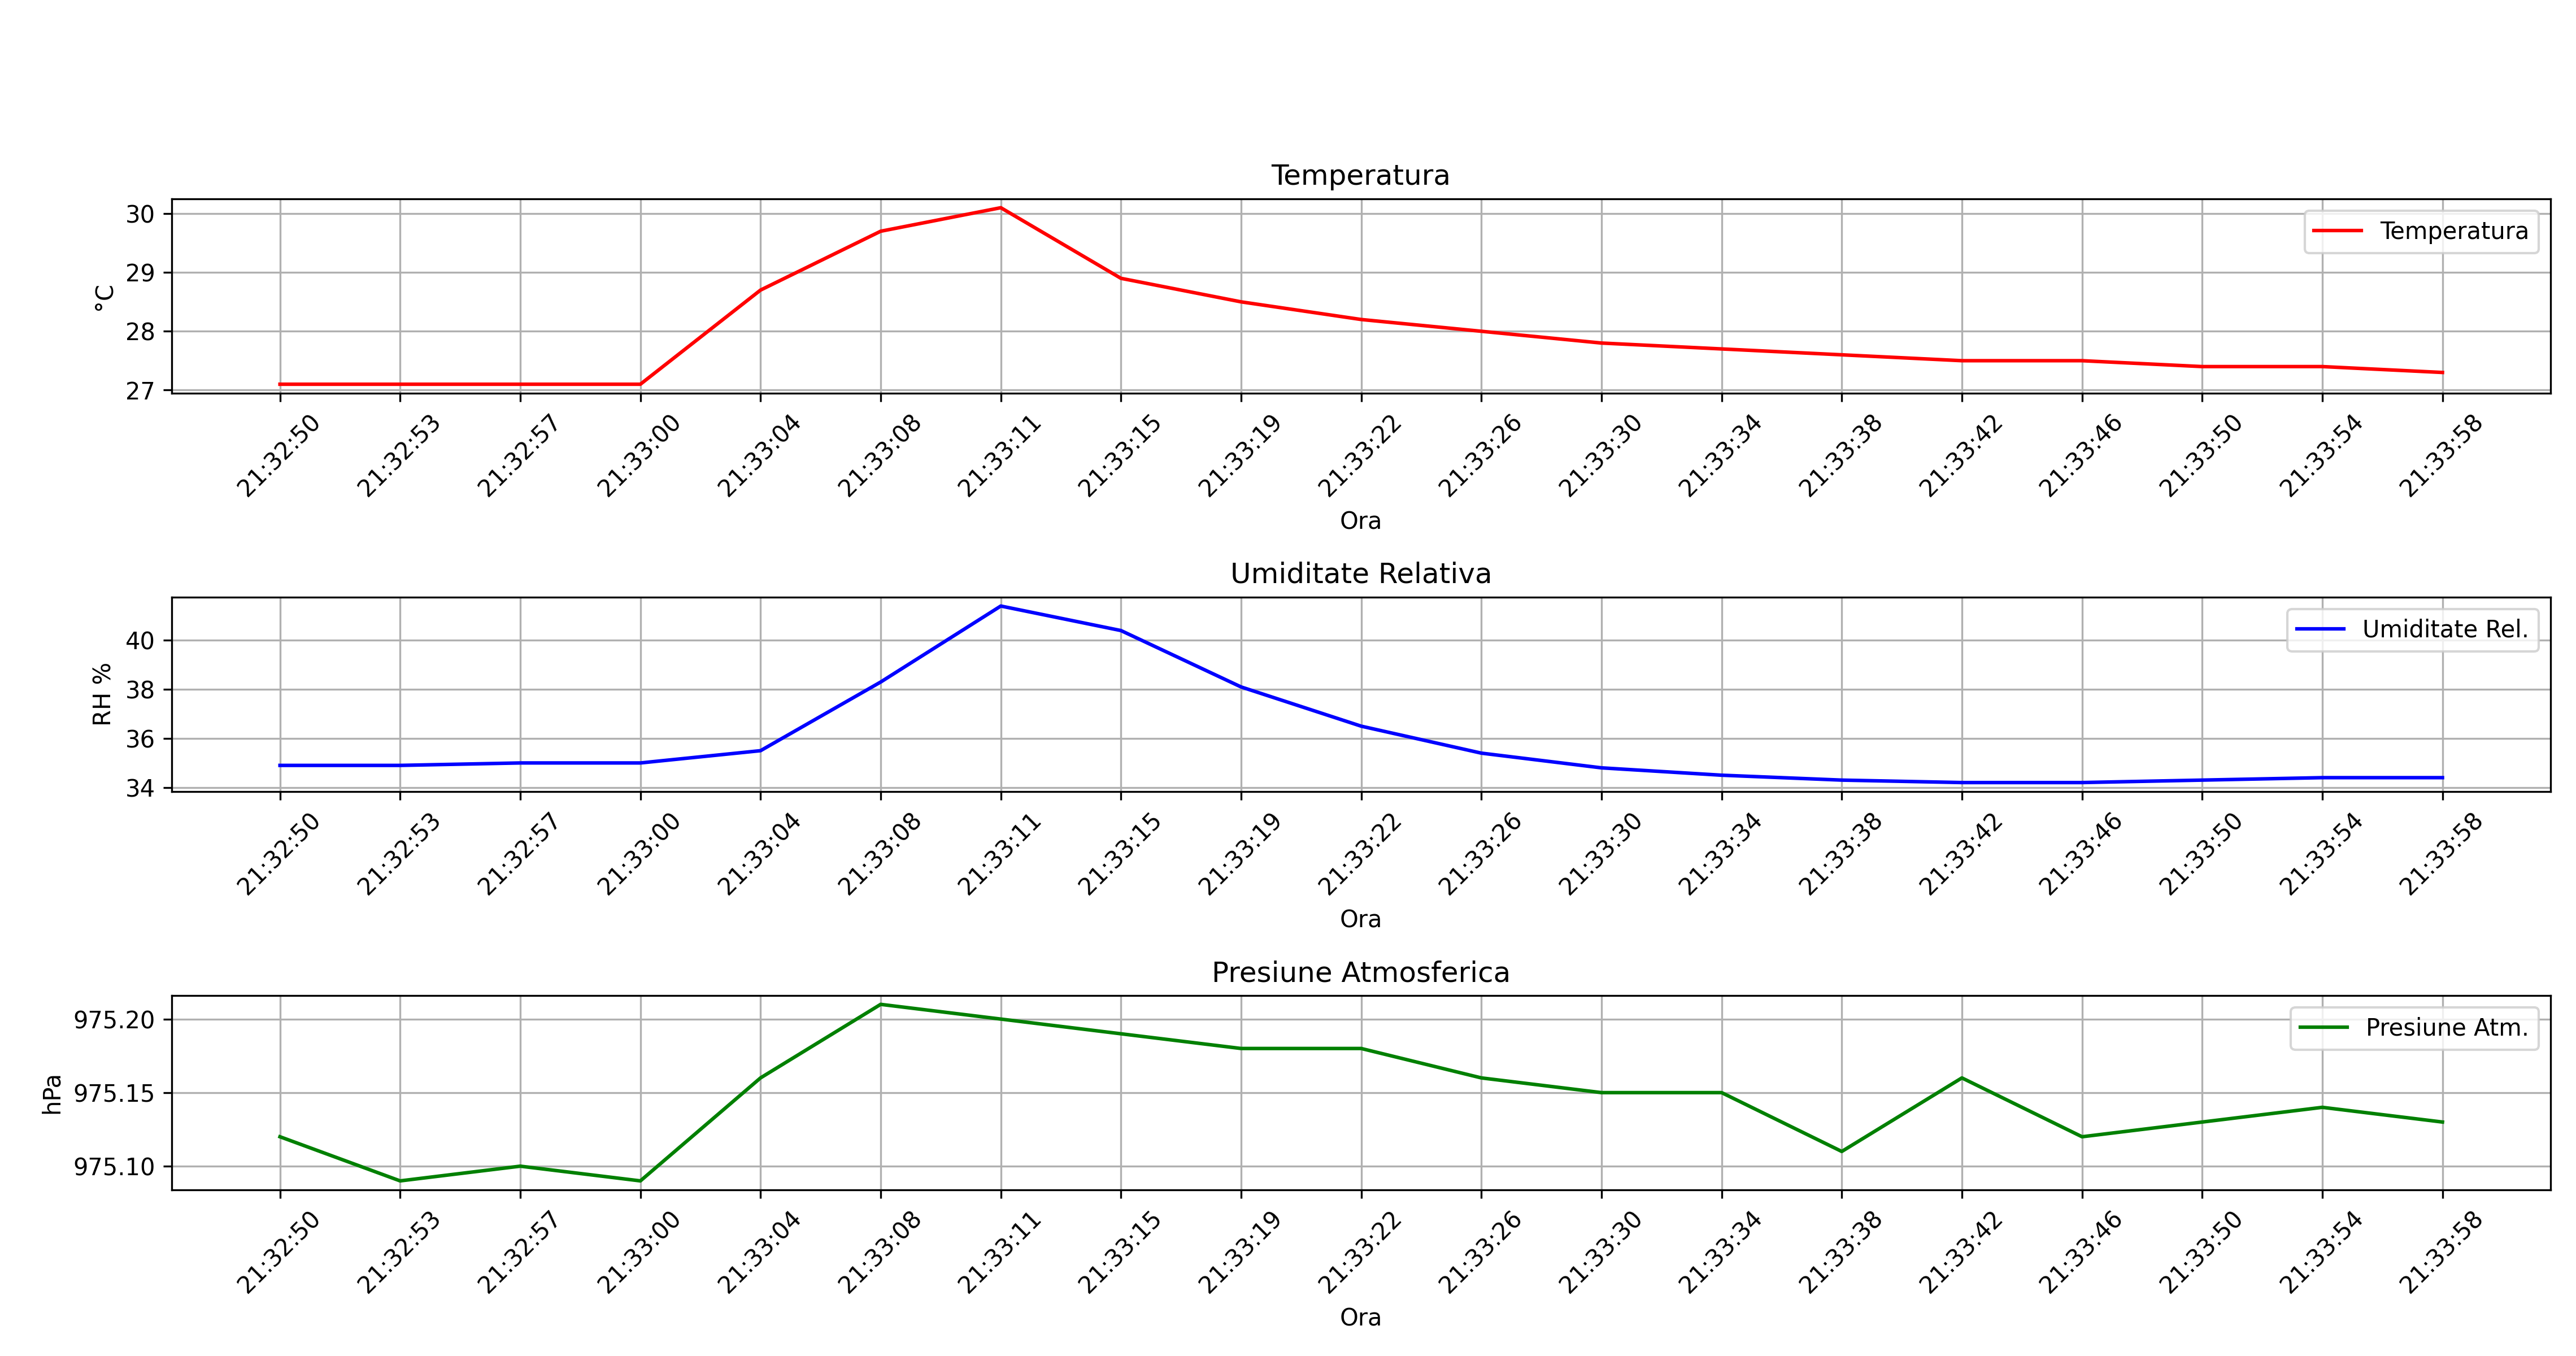 Temperatura
30
29
28
27
°C
Temperatura
21:32:50 21:32:53 21:32:57 21:33:00 21:33:04 21:33:08 21:33:11 21:33:15 21:33:19 21:33:22 21:33:26 21:33:30 21:33:34 21:33:38 21:33:42 21:33:46 21:33:50 21:33:54 21:33:58
Ora
Umiditate Relativa
40
38
36
34
RH %
Umiditate Rel.
21:32:50 21:32:53 21:32:57 21:33:00 21:33:04 21:33:08 21:33:11 21:33:15 21:33:19 21:33:22 21:33:26 21:33:30 21:33:34 21:33:38 21:33:42 21:33:46 21:33:50 21:33:54 21:33:58
Ora
Presiune Atmosferica
975.20
975.15
975.10
hPa
Presiune Atm.
21:32:50 21:32:53 21:32:57 21:33:00 21:33:04 21:33:08 21:33:11 21:33:15 21:33:19 21:33:22 21:33:26 21:33:30 21:33:34 21:33:38 21:33:42 21:33:46 21:33:50 21:33:54 21:33:58
Ora